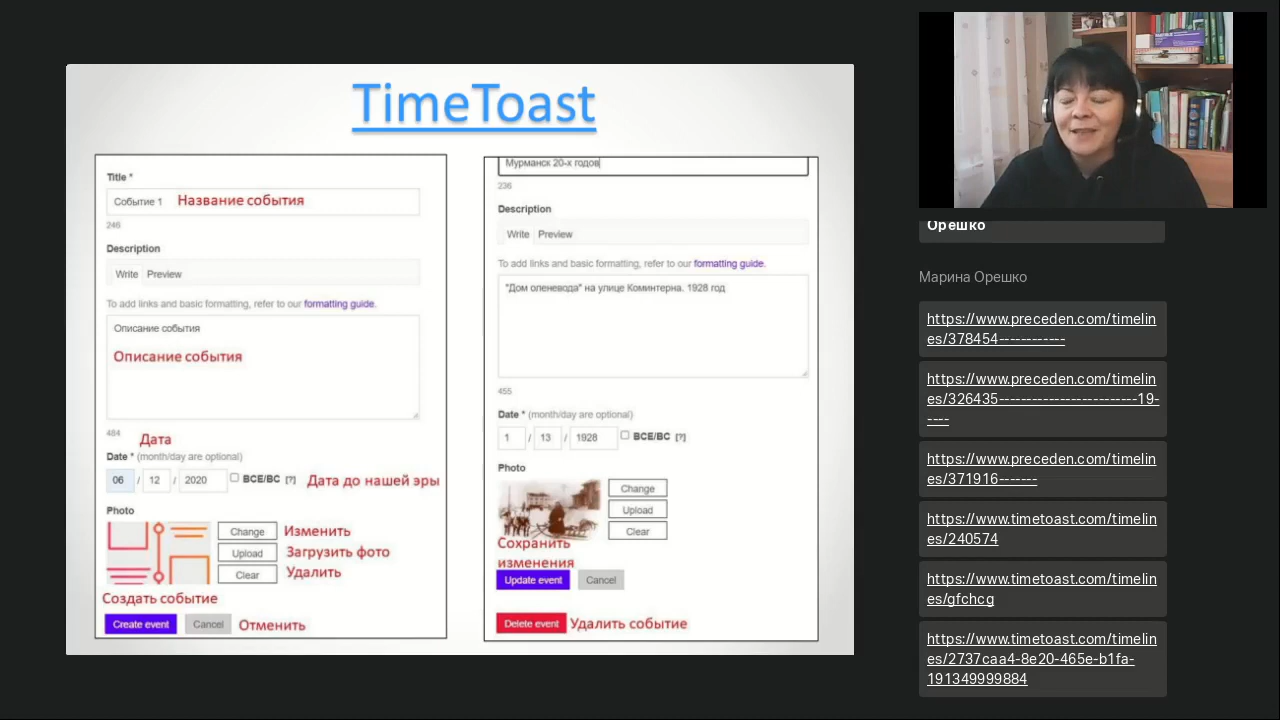 TimeToast
Title *
Событие 1 Название события
246
Description
Write Preview
To add links and basic formatting, refer to our formatting guide.
Описание события
Описание события
484
Дата
Date * (month/day are optional)
06 / 12 / 2020 BCE/BC [?] Дата до нашей эры
Photo
Change Изменить
Upload Загрузить фото
Clear Удалить
Создать событие
Create event Cancel Отменить
Мурманск 20-х годов
236
Description
Write Preview
To add links and basic formatting, refer to our formatting guide.
"Дом оленевода" на улице Коминтерна. 1928 год
455
Date * (month/day are optional)
1 / 13 / 1928 BCE/BC [?]
Photo
Change
Upload
Clear
Сохранить
изменения
Update event Cancel
Delete event Удалить событие
Орешко
Марина Орешко
https://www.preceden.com/timelin
es/378454------------
https://www.preceden.com/timelin
es/326435-------------------------19-
----
https://www.preceden.com/timelin
es/371916-------
https://www.timetoast.com/timelin
es/240574
https://www.timetoast.com/timelin
es/gfchcg
https://www.timetoast.com/timelin
es/2737caa4-8e20-465e-b1fa-
191349999884